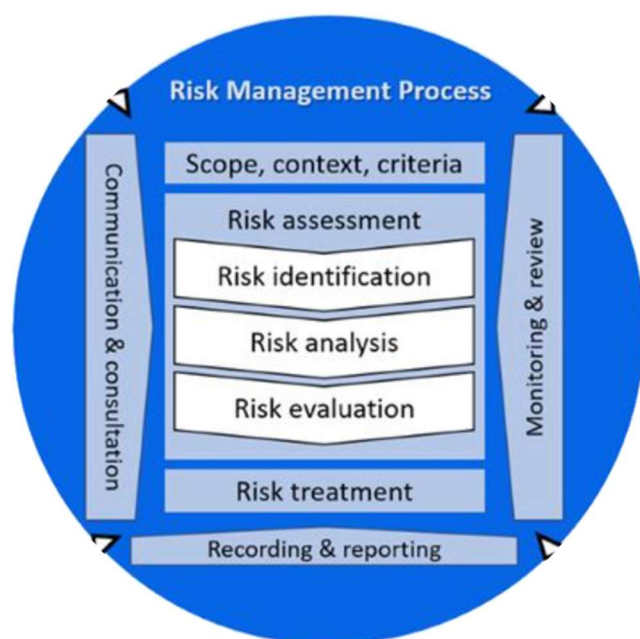 Risk Management Process
Scope, context, criteria
Risk assessment
Risk identification
Risk analysis
Risk evaluation
Risk treatment
Recording & reporting
Communication & consultation
Monitoring & review